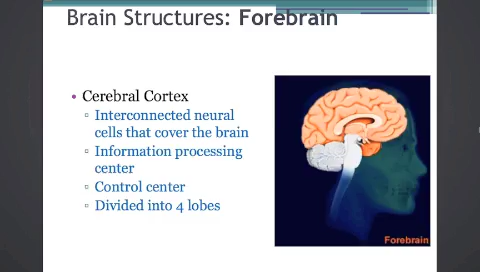 Brain Structures: Forebrain
• Cerebral Cortex
▫ Interconnected neural
cells that cover the brain
▫ Information processing
center
▫ Control center
▫ Divided into 4 lobes
Forebrain